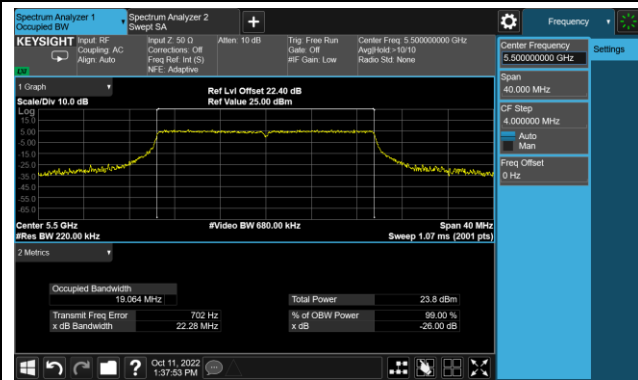 Spectrum Analyzer 1
Occupied BW
Spectrum Analyzer 2
Swept SA
+
Frequency
KEYSIGHT
Input: RF
Coupling: AC
Align: Auto
Input Z: 50 Ω
Corrections: Off
Freq Ref: Int (S)
NFE: Adaptive
Atten: 10 dB
Trig: Free Run
Gate: Off
#IF Gain: Low
Center Freq: 5.500000000 GHz
Avg|Hold:>10/10
Radio Std: None
LXI
Center Frequency
5.500000000 GHz
Settings
Span
40.000 MHz
CF Step
4.000000 MHz
Auto
Man
Freq Offset
0 Hz
1 Graph
Scale/Div 10.0 dB
Ref Lvl Offset 22.40 dB
Ref Value 25.00 dBm
Log
15.0
5.00
-5.00
-15.0
-25.0
-35.0
-45.0
-55.0
-65.0
Center 5.5 GHz
#Video BW 680.00 kHz
Span 40 MHz
#Res BW 220.00 kHz
Sweep 1.07 ms (2001 pts)
2 Metrics
Occupied Bandwidth
19.064 MHz
Total Power
23.8 dBm
Transmit Freq Error
702 Hz
% of OBW Power
99.00 %
x dB Bandwidth
22.28 MHz
x dB
-26.00 dB
?
Oct 11, 2022
1:37:53 PM